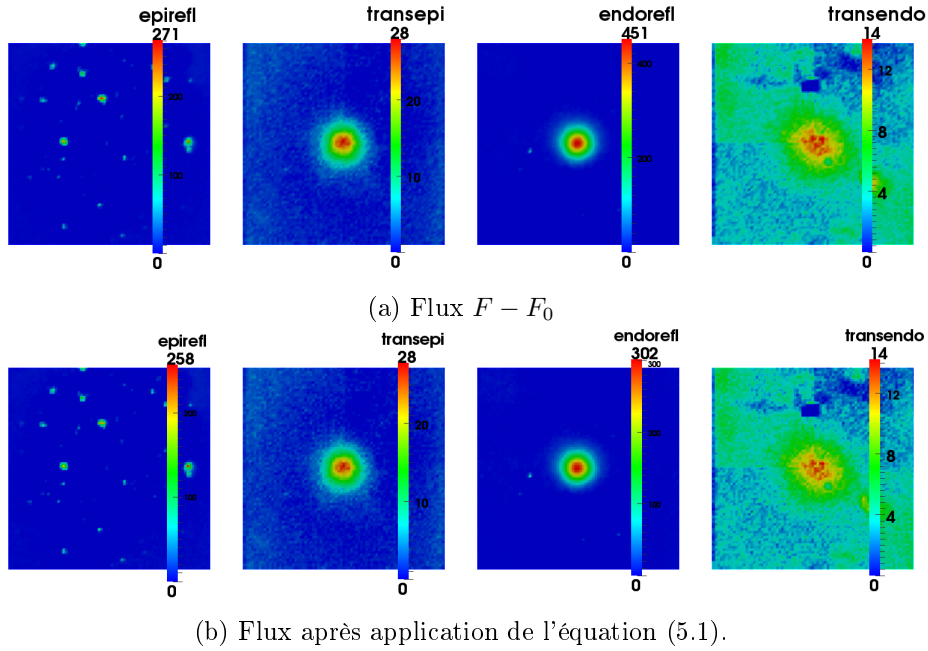 epirefl transepi endorefl transendo
271 28 451 14
400 12
200 20 8
100 10 200 4
0 0 0 0
(a) Flux F − F₀
epirefl transepi endorefl transendo
258 28 302 14
300 12
200 20 200 8
100 10 100 4
0 0 0 0
(b) Flux après application de l'équation (5.1).